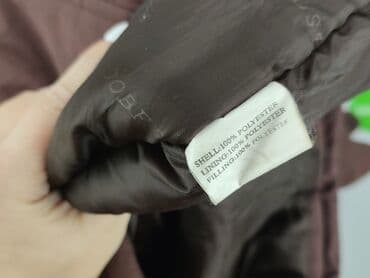 SHELL:100% POLYESTER
LINING:100% POLYESTER
FILLING:100% POLYESTER